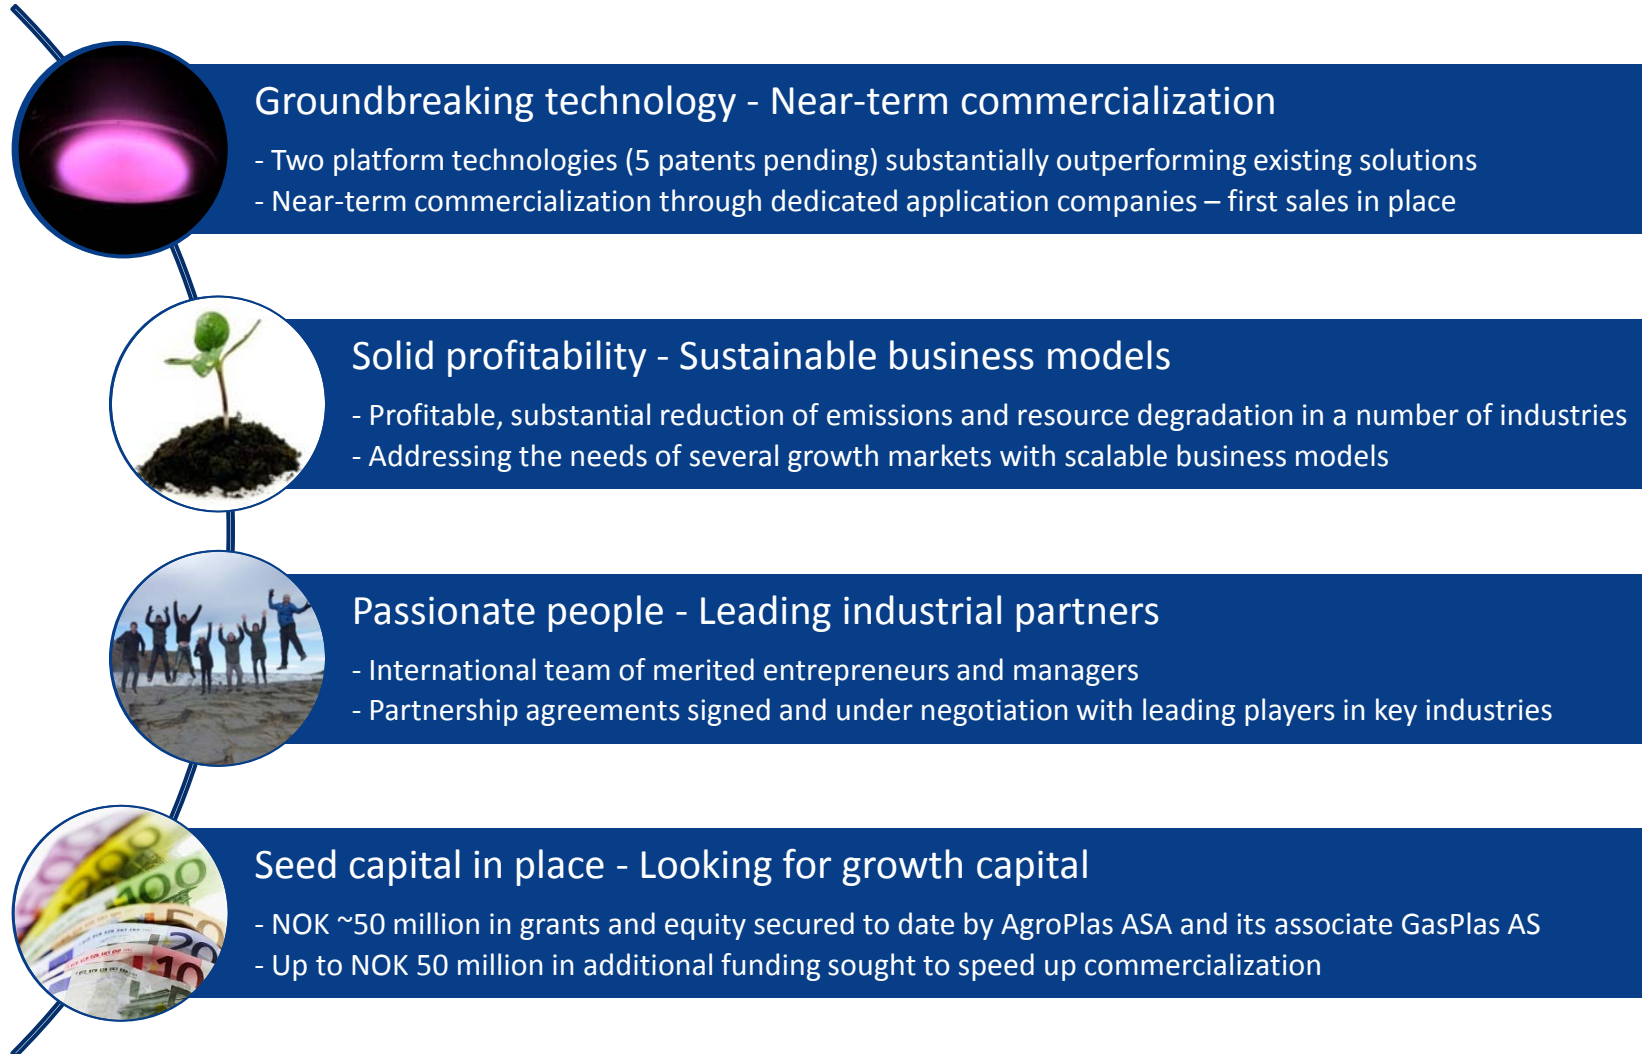 Groundbreaking technology - Near-term commercialization
- Two platform technologies (5 patents pending) substantially outperforming existing solutions
- Near-term commercialization through dedicated application companies – first sales in place
Solid profitability - Sustainable business models
- Profitable, substantial reduction of emissions and resource degradation in a number of industries
- Addressing the needs of several growth markets with scalable business models
Passionate people - Leading industrial partners
- International team of merited entrepreneurs and managers
- Partnership agreements signed and under negotiation with leading players in key industries
Seed capital in place - Looking for growth capital
- NOK ~50 million in grants and equity secured to date by AgroPlas ASA and its associate GasPlas AS
- Up to NOK 50 million in additional funding sought to speed up commercialization
200
100
50
20
10